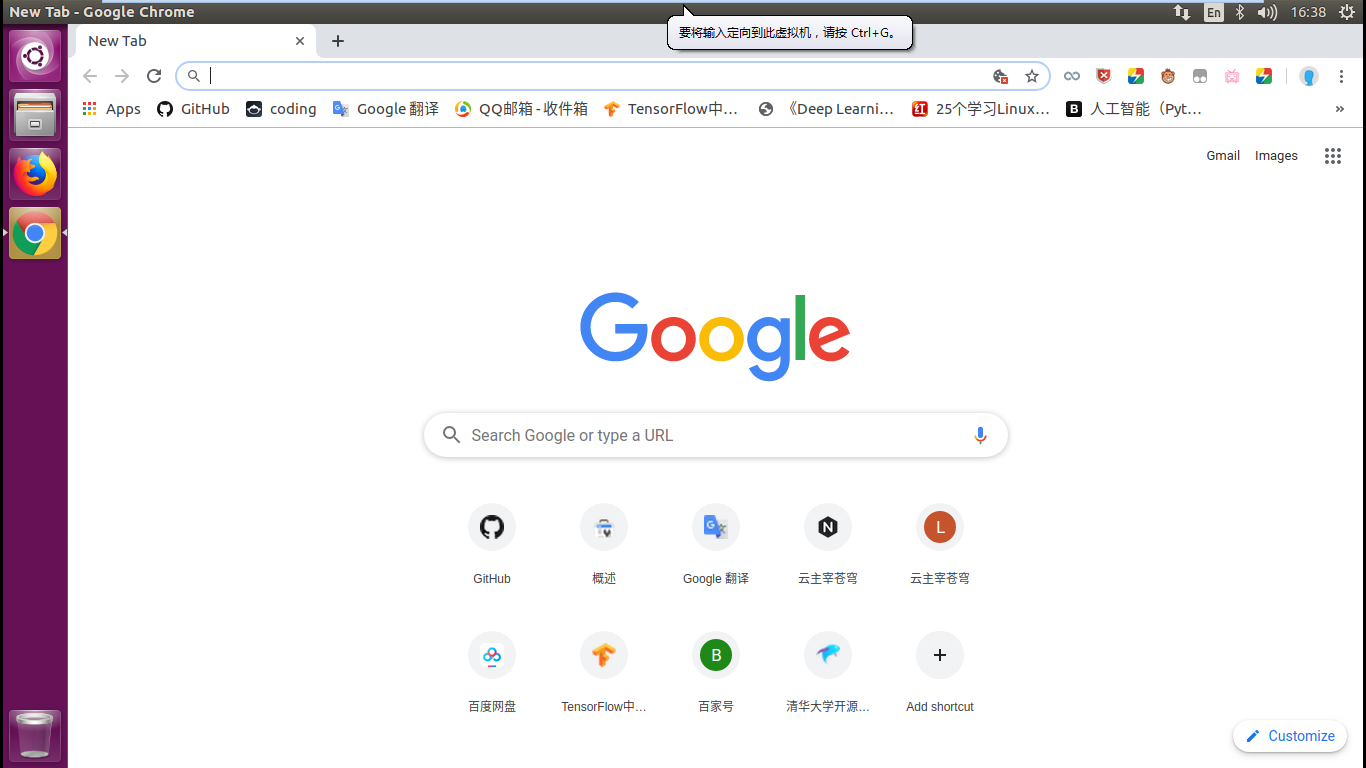 New Tab - Google Chrome
En
16:38
要将输入定向到此虚拟机，请按 Ctrl+G。
New Tab
Apps
GitHub
coding
Google 翻译
QQ邮箱 - 收件箱
TensorFlow中…
《Deep Learni…
红
25个学习Linux…
B
人工智能（Pyt…
»
Gmail
Images
Google
Search Google or type a URL
N
L
GitHub
概述
Google 翻译
云主宰苍穹
云主宰苍穹
B
百度网盘
TensorFlow中…
百家号
清华大学开源…
Add shortcut
Customize